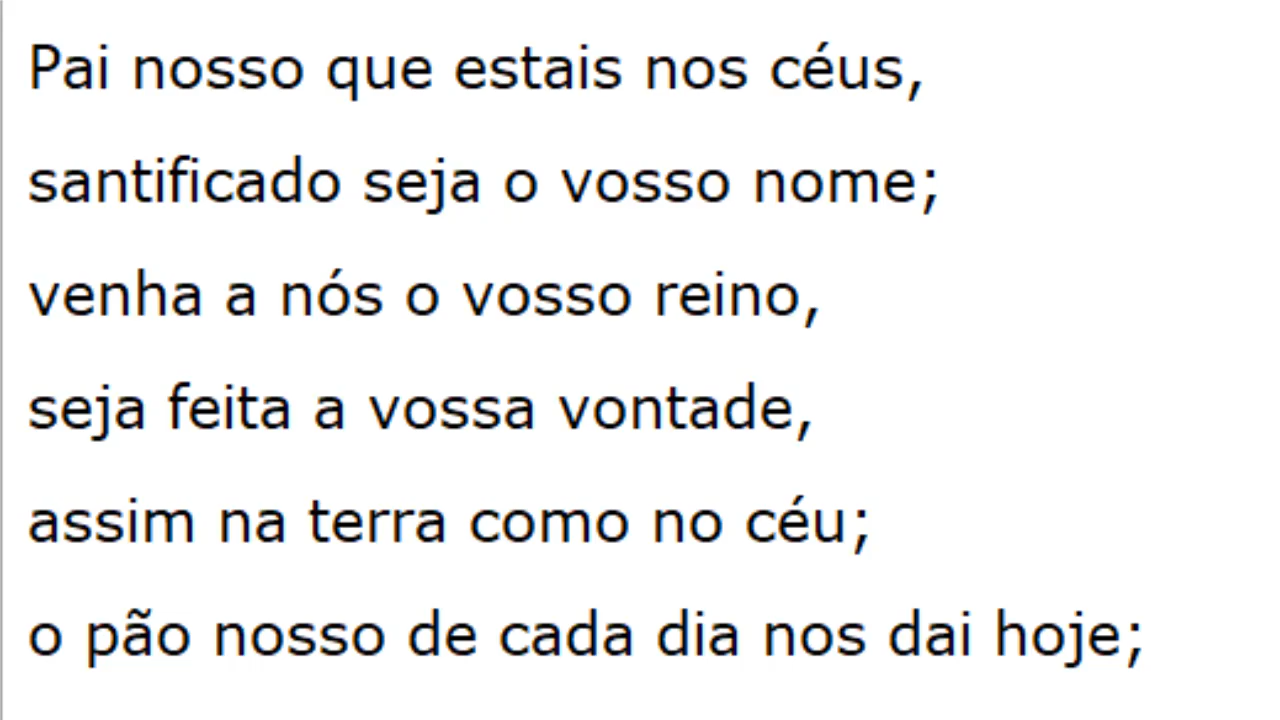 Pai nosso que estais nos céus,
santificado seja o vosso nome;
venha a nós o vosso reino,
seja feita a vossa vontade,
assim na terra como no céu;
o pão nosso de cada dia nos dai hoje;